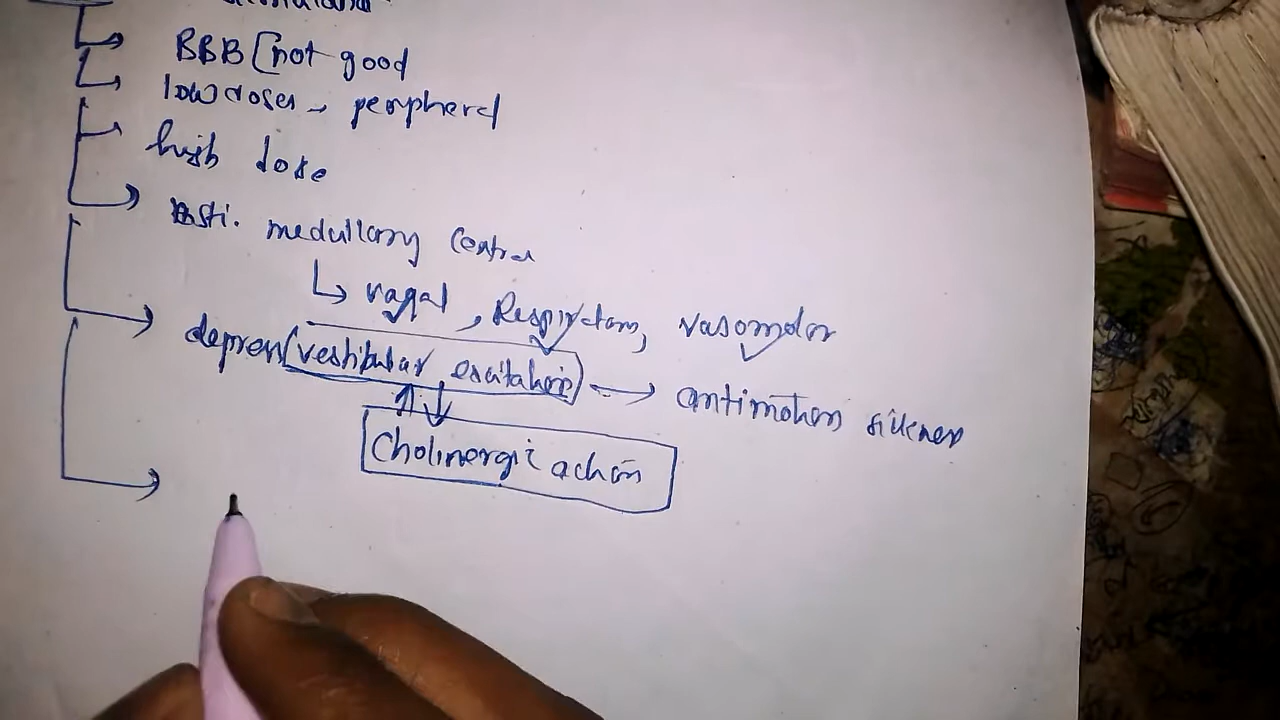 BBB [not good
low doses → peripheral
high dose
sti. medullary centra
↳ vagal, Respiratory, vasomotor
depress (vestibular excitation) → antimotion sickness
Cholinergic action